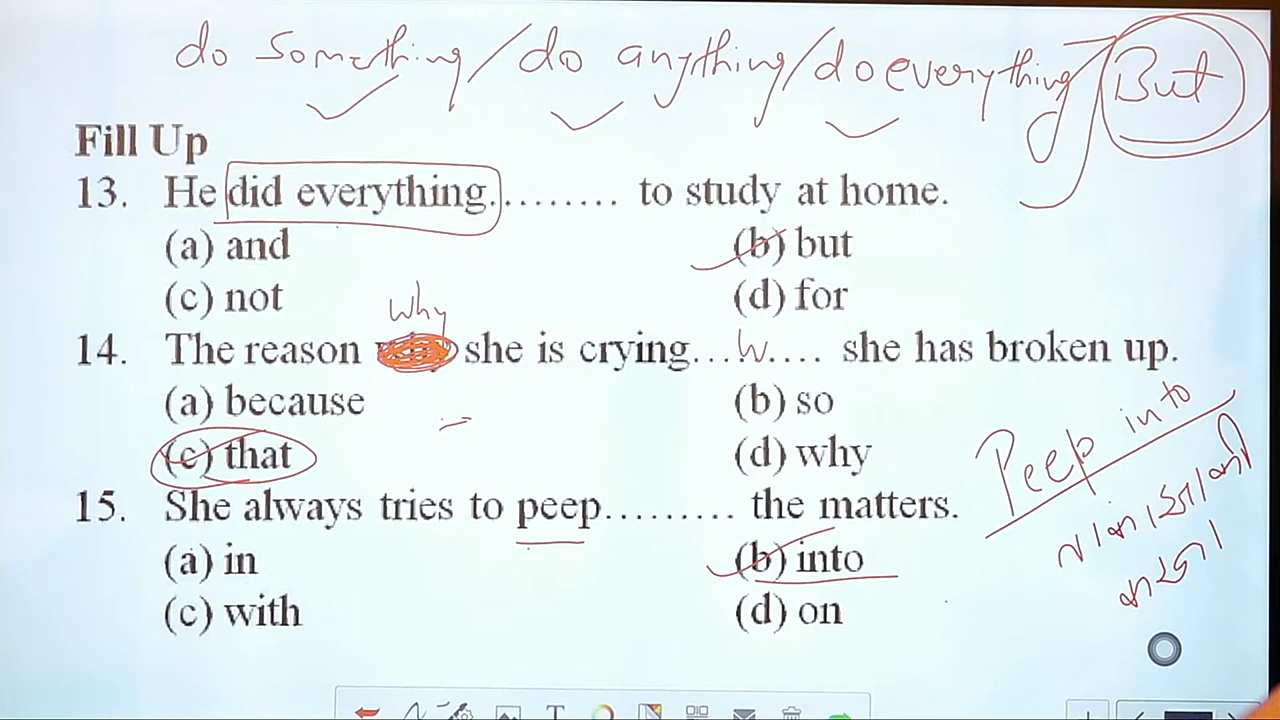 do something/do anything/do everything But
Fill Up
13. He did everything......... to study at home.
(a) and (b) but
(c) not (d) for
why
14. The reason she is crying...W.... she has broken up.
(a) because (b) so
(c) that (d) why
Peep into
15. She always tries to peep......... the matters.
(a) in (b) into
(c) with (d) on